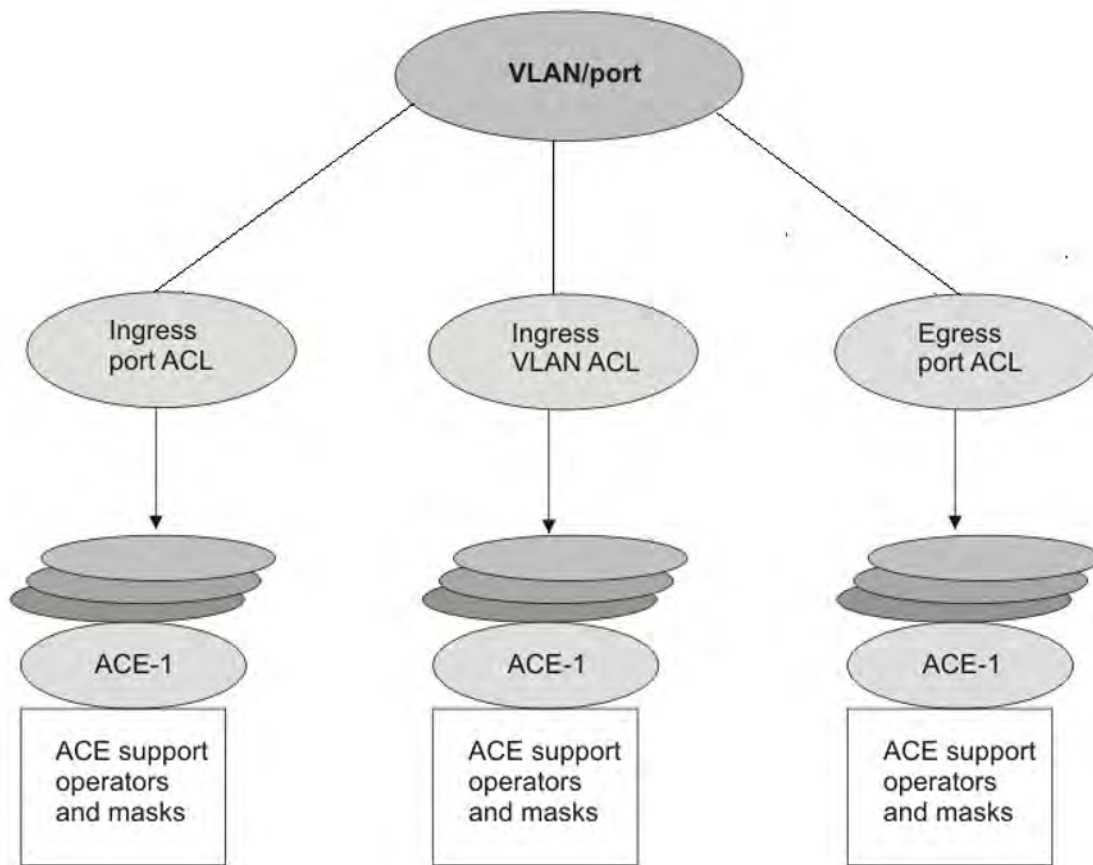 VLAN/port
Ingress
port ACL
Ingress
VLAN ACL
Egress
port ACL
ACE-1
ACE-1
ACE-1
ACE support
operators
and masks
ACE support
operators
and masks
ACE support
operators
and masks